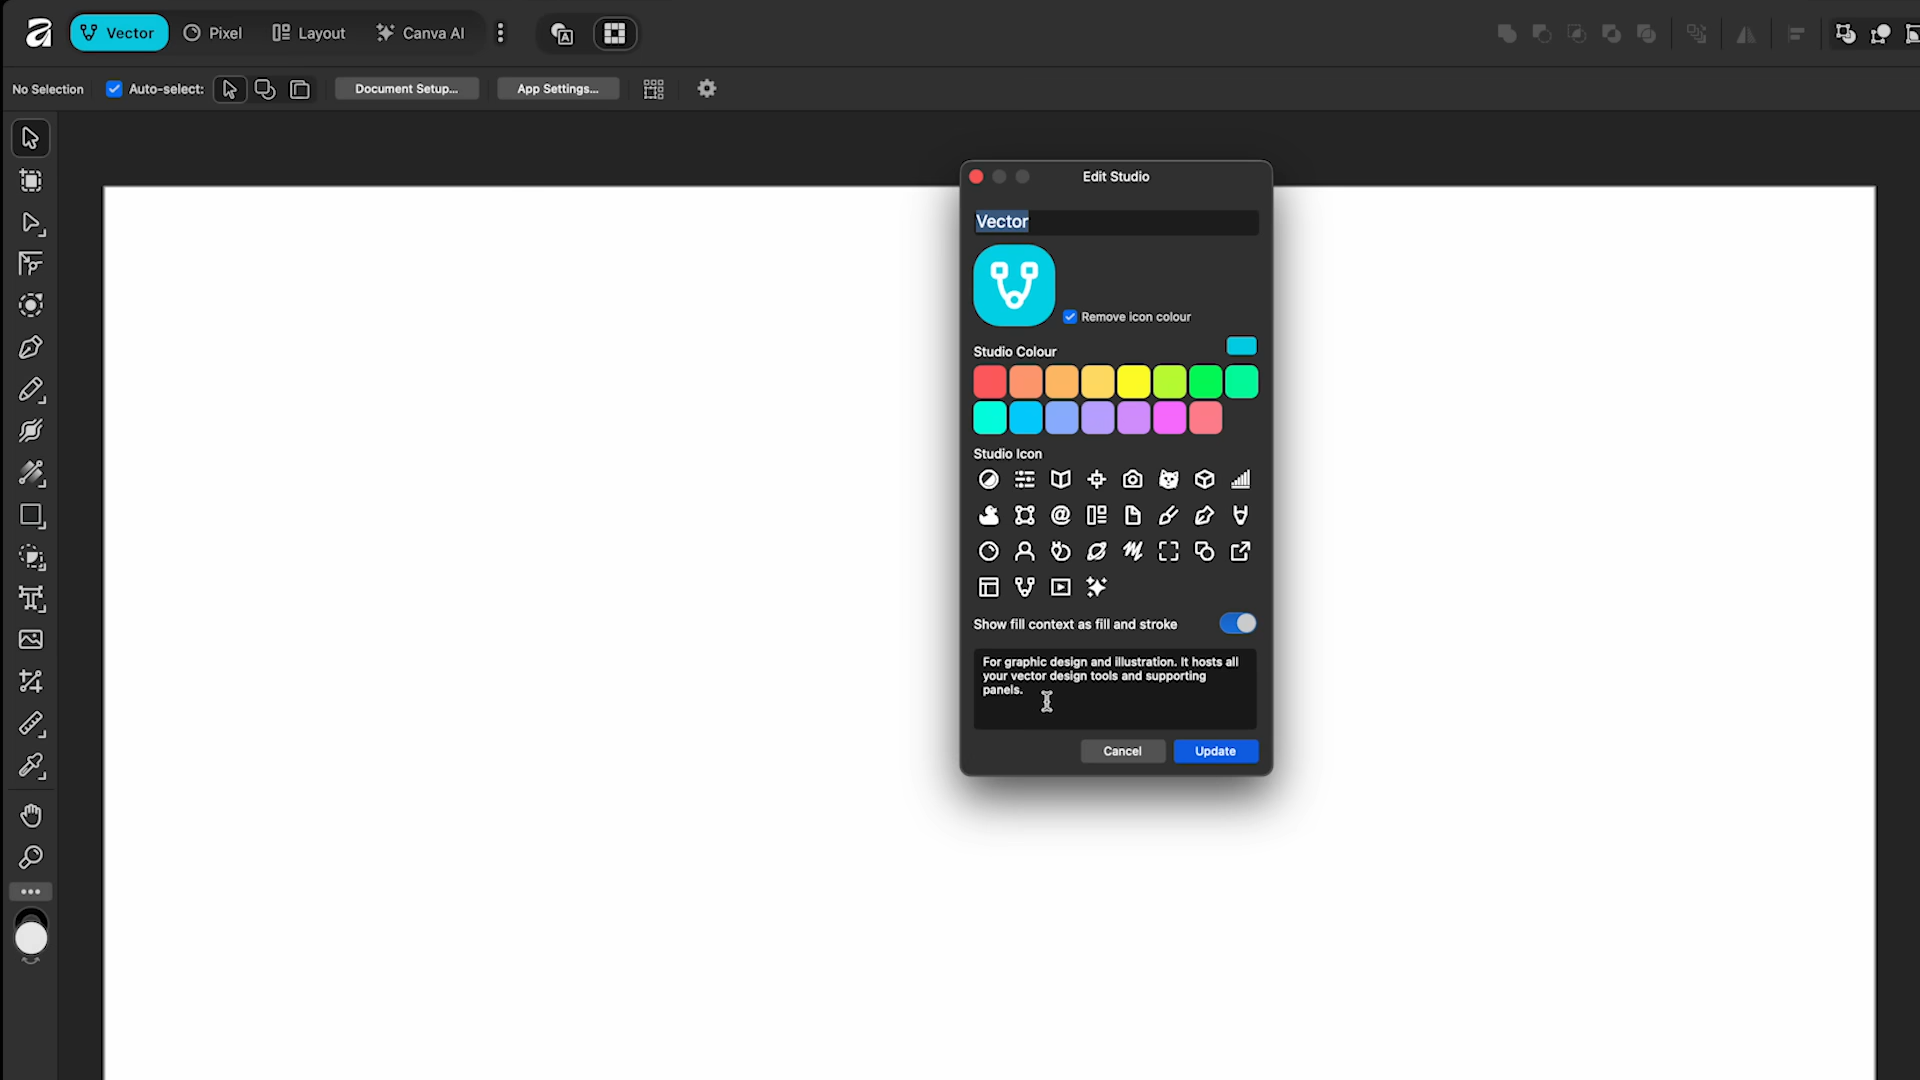 Vector
Pixel
Layout
Canva AI
No Selection
Auto-select:
Document Setup...
App Settings...
Edit Studio
Vector
Remove icon colour
Studio Colour
Studio Icon
Show fill context as fill and stroke
For graphic design and illustration. It hosts all
your vector design tools and supporting
panels.
Cancel
Update